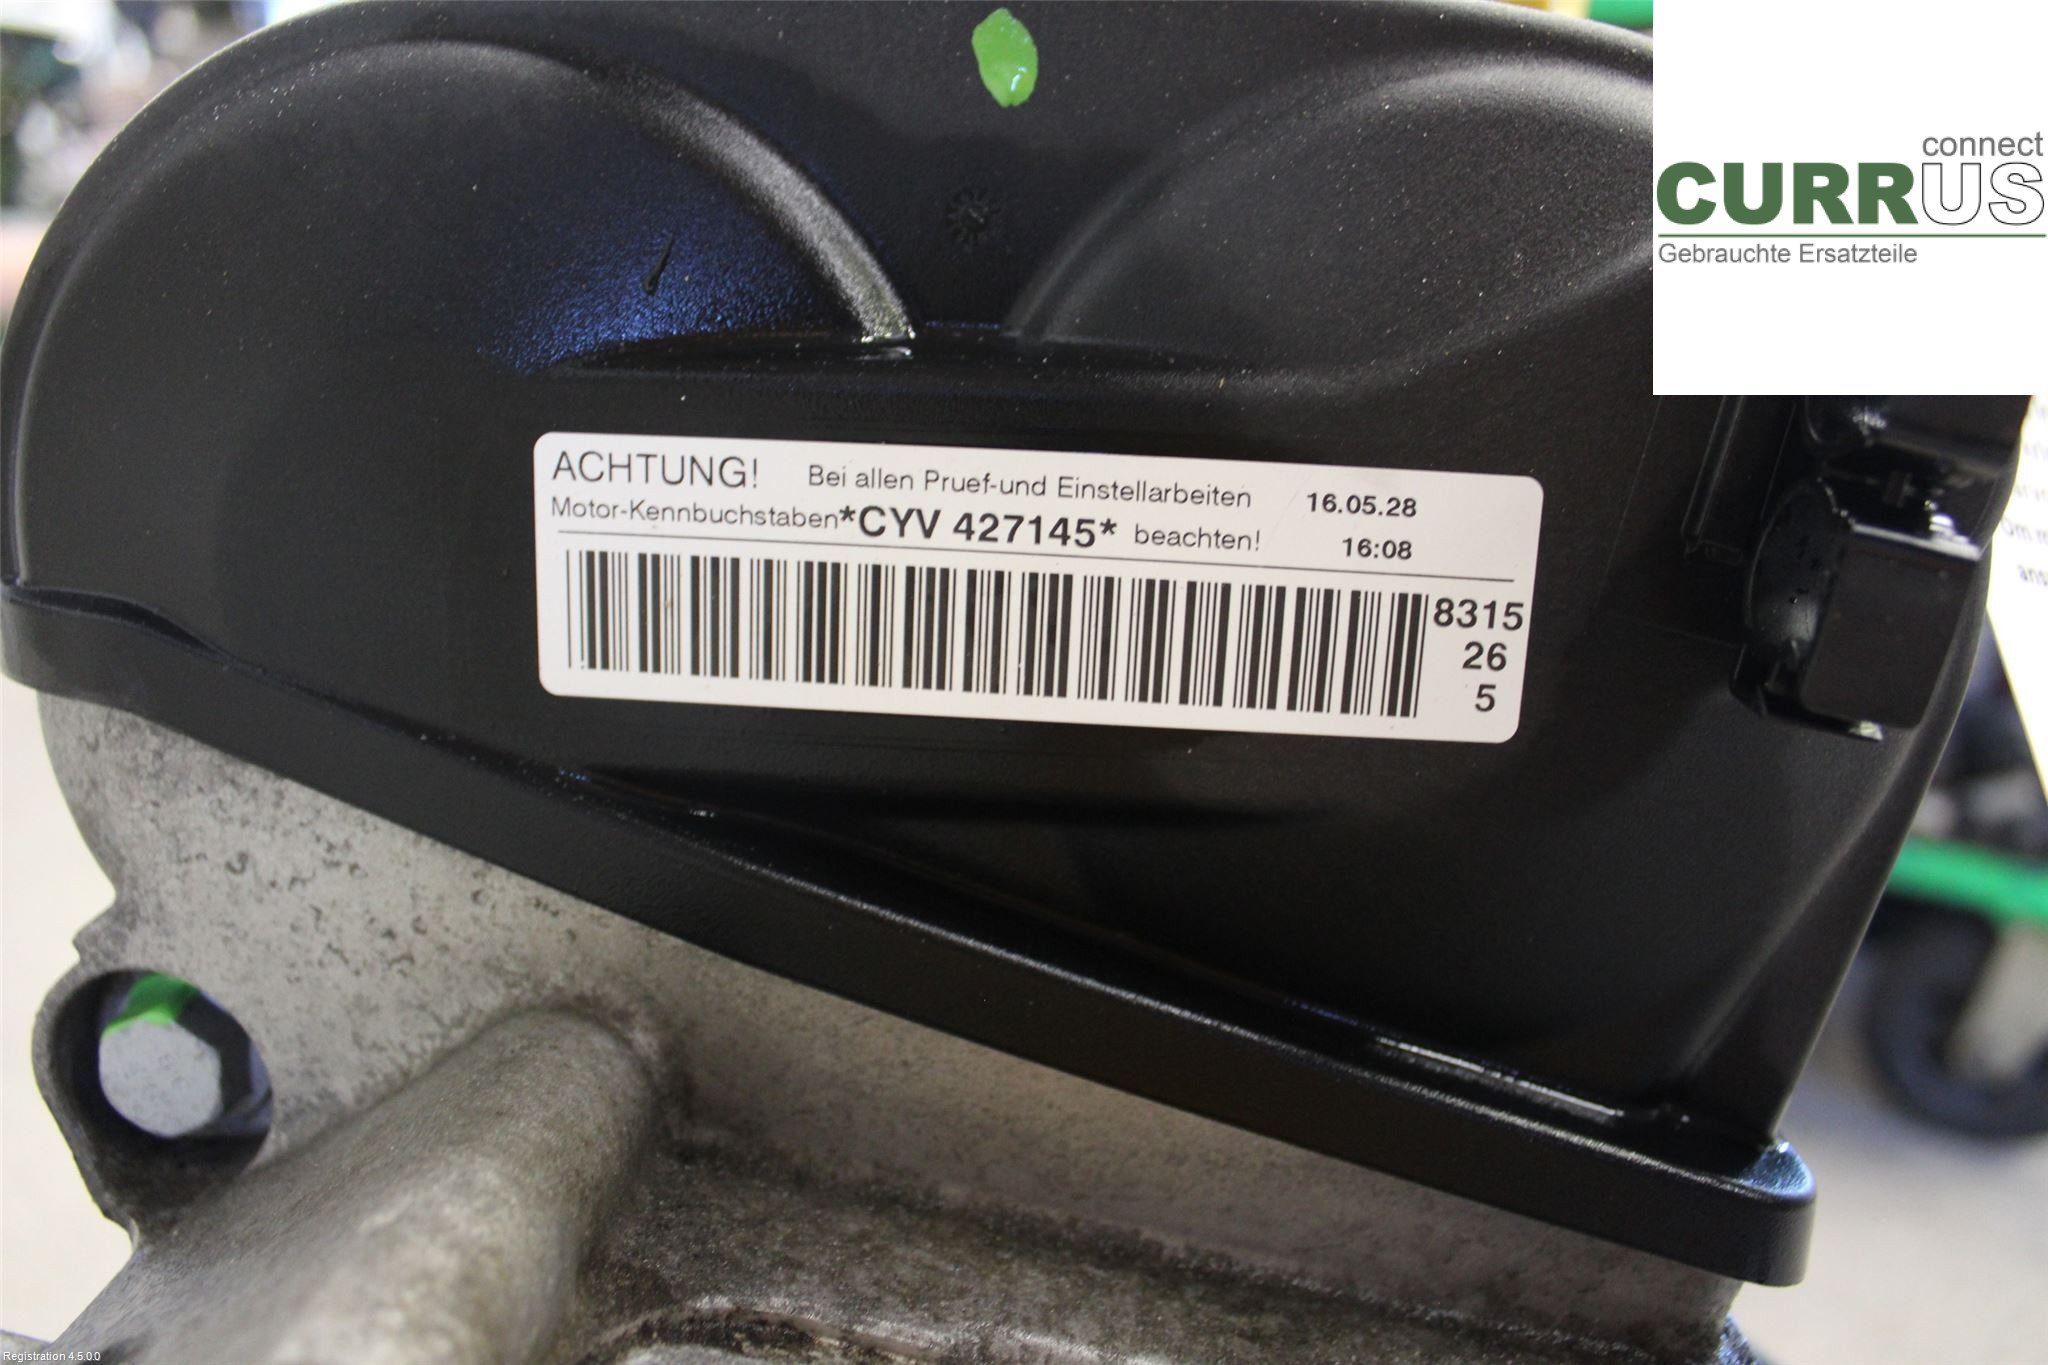 connect
CURRUS
Gebrauchte Ersatzteile
ACHTUNG! Bei allen Pruef-und Einstellarbeiten 16.05.28
Motor-Kennbuchstaben*CYV 427145* beachten! 16:08
8315
26
5
Om m
Registration 4.5.0.0